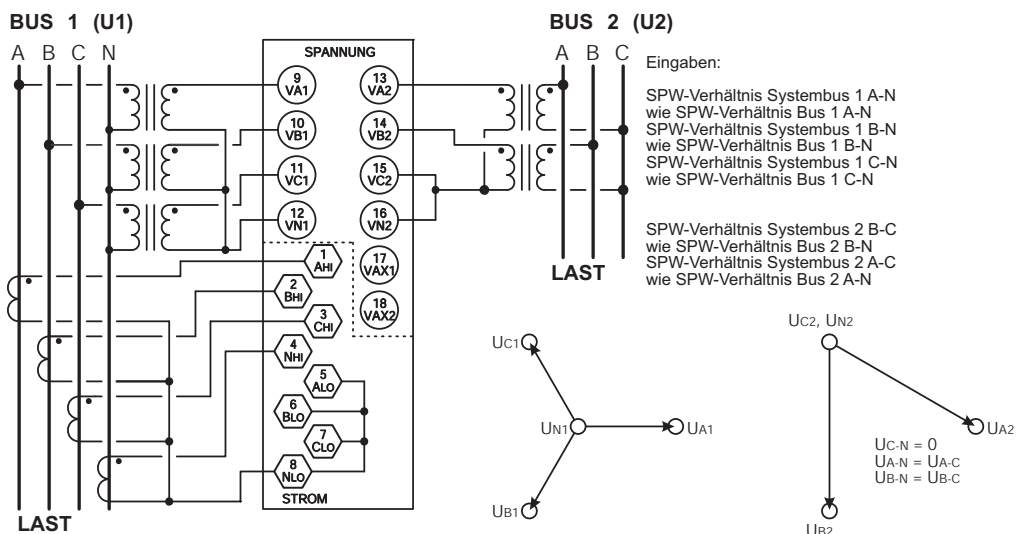 BUS 1 (U1)
A B C N
SPANNUNG
9
VA1
10
VB1
11
VC1
12
VN1
13
VA2
14
VB2
15
VC2
16
VN2
17
VAX1
18
VAX2
1
AHI
2
BHI
3
CHI
4
NHI
5
ALO
6
BLO
7
CLO
8
NLO
STROM
LAST
BUS 2 (U2)
A B C
LAST
Eingaben:
SPW-Verhältnis Systembus 1 A-N
wie SPW-Verhältnis Bus 1 A-N
SPW-Verhältnis Systembus 1 B-N
wie SPW-Verhältnis Bus 1 B-N
SPW-Verhältnis Systembus 1 C-N
wie SPW-Verhältnis Bus 1 C-N
SPW-Verhältnis Systembus 2 B-C
wie SPW-Verhältnis Bus 2 B-N
SPW-Verhältnis Systembus 2 A-C
wie SPW-Verhältnis Bus 2 A-N
UC1
UN1
UA1
UB1
UC2, UN2
UA2
UC-N = 0
UA-N = UA-C
UB-N = UB-C
UB2